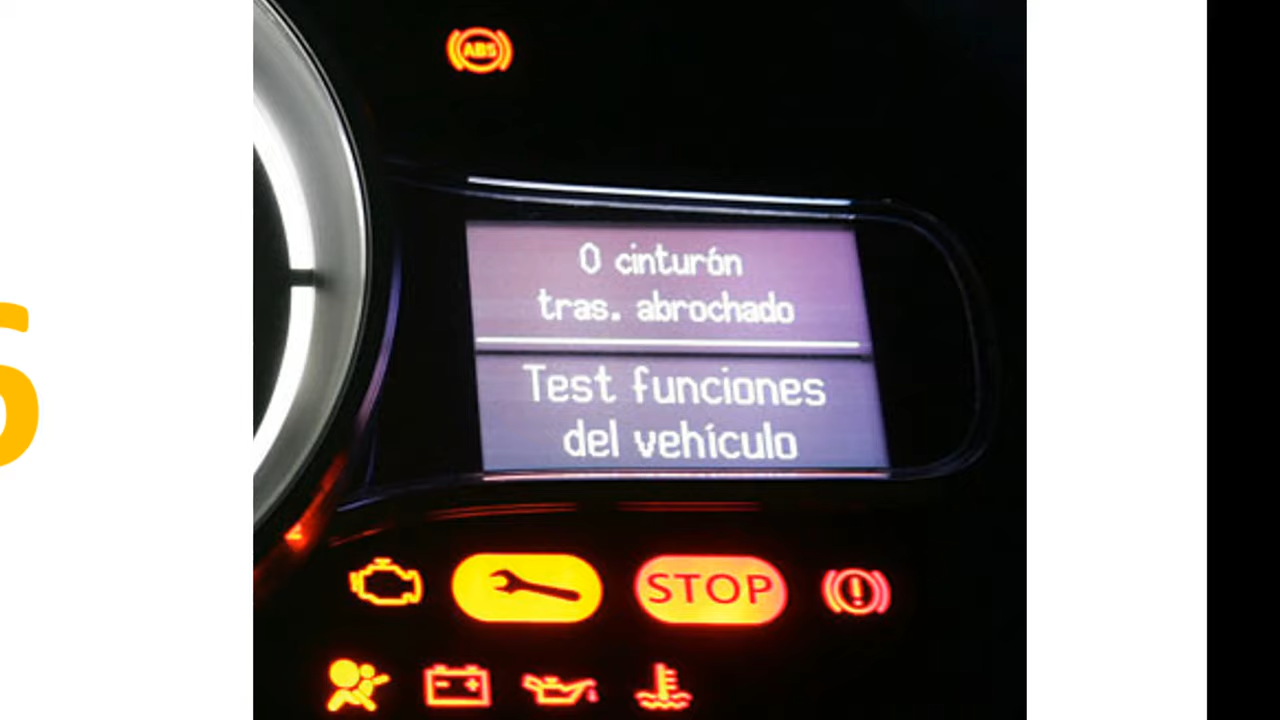 ABS
0 cinturón
tras. abrochado
Test funciones
del vehículo
STOP